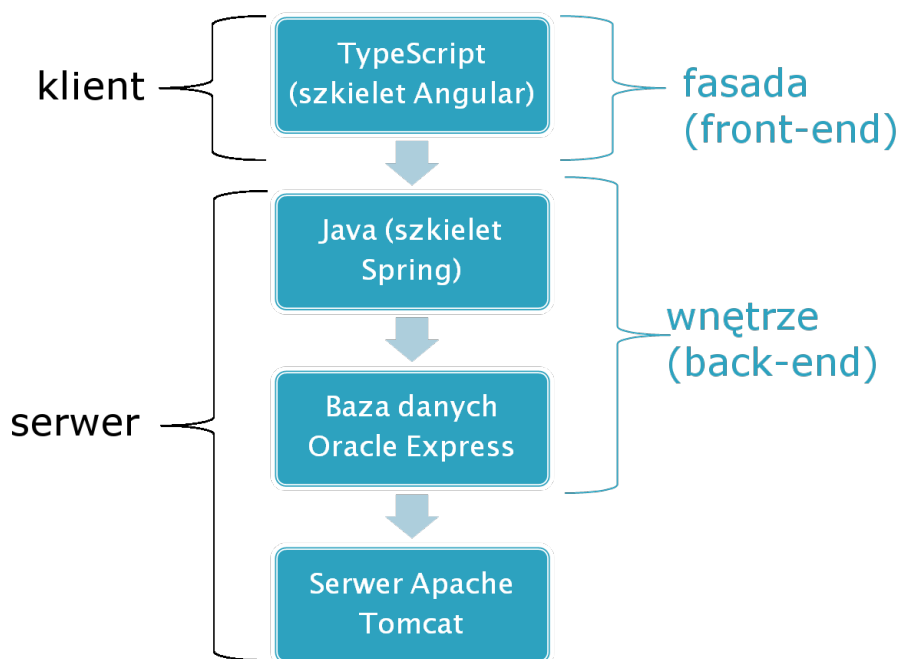 TypeScript
(szkielet Angular)
klient
fasada
(front-end)
Java (szkielet
Spring)
wnętrze
(back-end)
Baza danych
Oracle Express
serwer
Serwer Apache
Tomcat